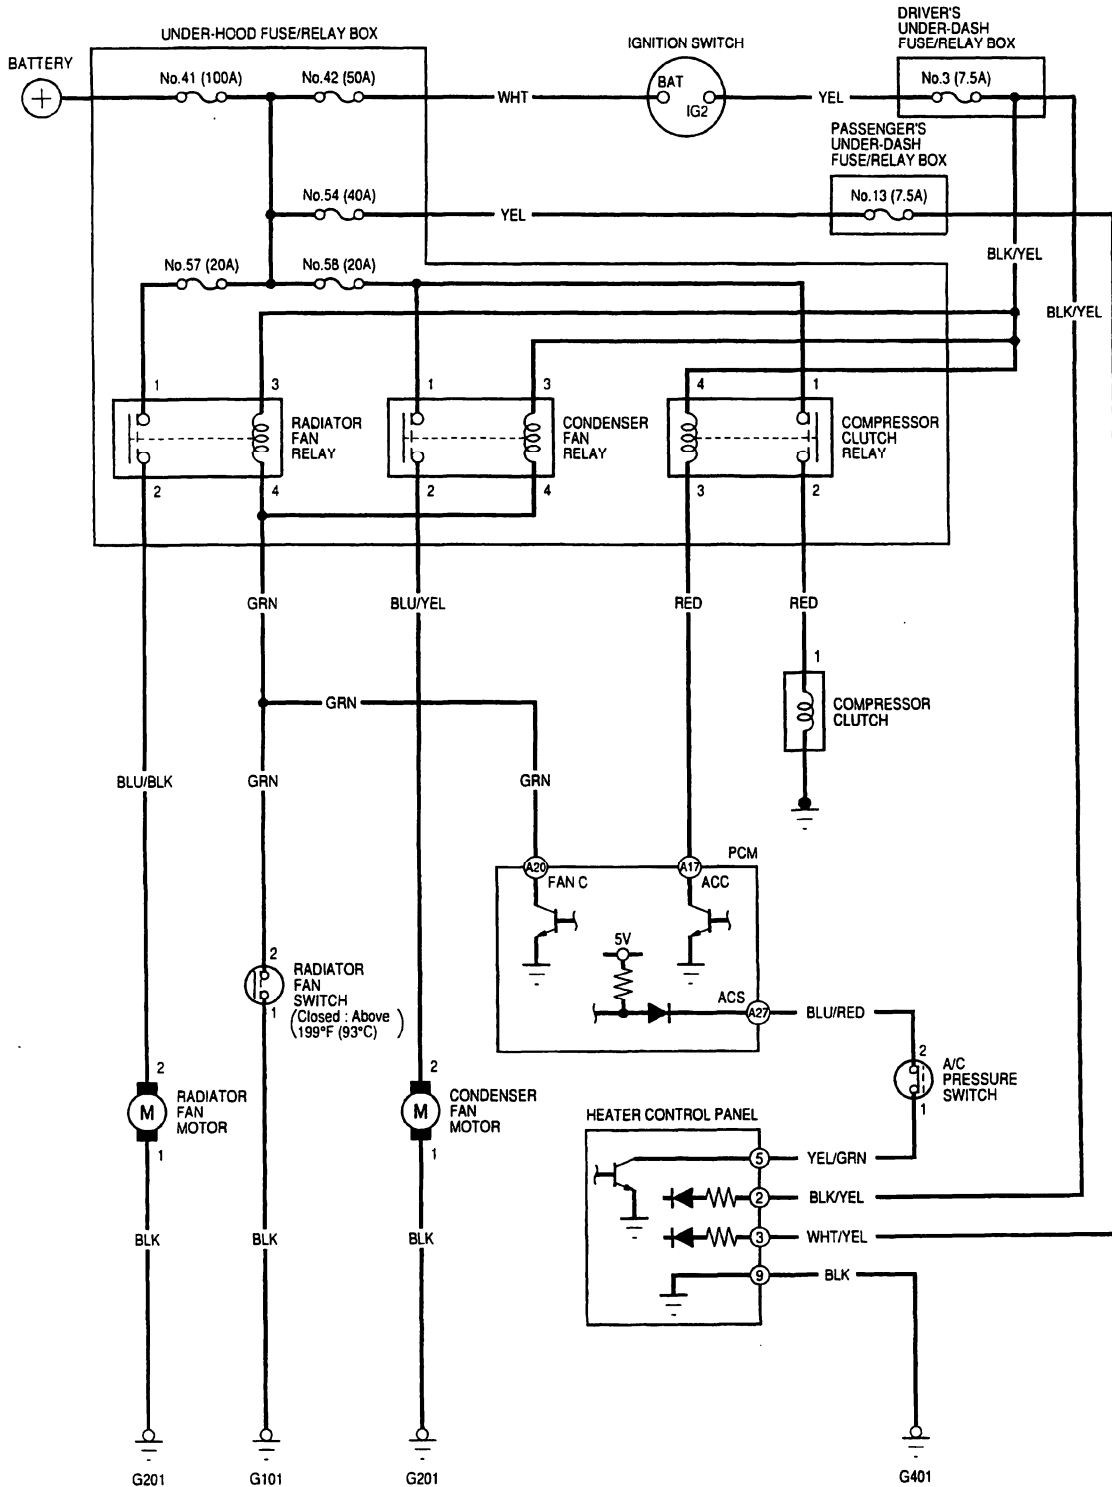 DRIVER'S
UNDER-DASH
FUSE/RELAY BOX
UNDER-HOOD FUSE/RELAY BOX
IGNITION SWITCH
BATTERY
No.41 (100A)
No.42 (50A)
BAT
No.3 (7.5A)
+
WHT
IG2
YEL
PASSENGER'S
UNDER-DASH
FUSE/RELAY BOX
No.54 (40A)
No.13 (7.5A)
YEL
BLK/YEL
No.57 (20A)
No.58 (20A)
BLK/YEL
1
3
1
3
4
1
RADIATOR
FAN
RELAY
CONDENSER
FAN
RELAY
COMPRESSOR
CLUTCH
RELAY
2
4
2
4
3
2
GRN
BLU/YEL
RED
RED
1
GRN
COMPRESSOR
CLUTCH
BLU/BLK
GRN
GRN
PCM
A20
FAN C
A17
ACC
5V
2
RADIATOR
FAN
SWITCH
(Closed : Above
199°F (93°C)
)
1
ACS
A27
BLU/RED
2
A/C
PRESSURE
SWITCH
1
2
M
RADIATOR
FAN
MOTOR
1
2
M
CONDENSER
FAN
MOTOR
1
HEATER CONTROL PANEL
5
YEL/GRN
2
BLK/YEL
3
WHT/YEL
BLK
BLK
BLK
9
BLK
G201
G101
G201
G401